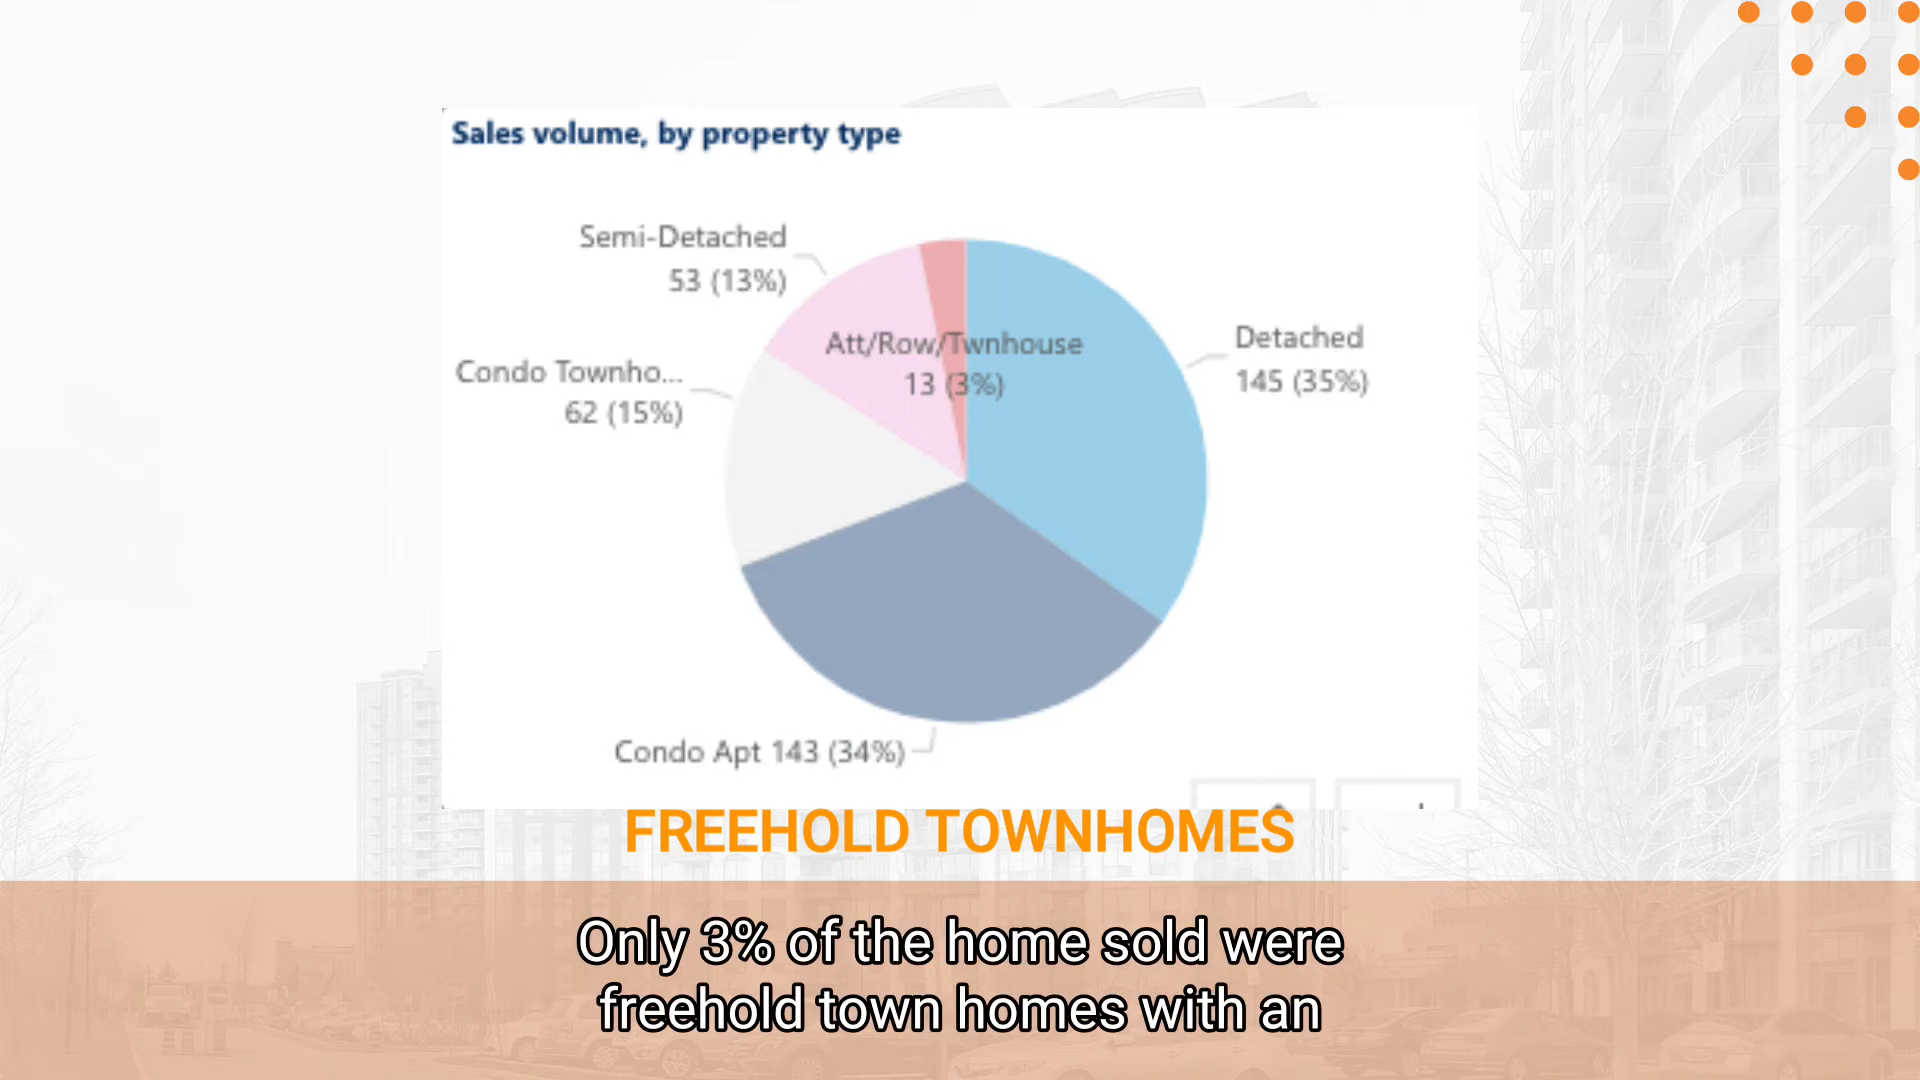 Sales volume, by property type
Semi-Detached
53 (13%)
Att/Row/Twnhouse
13 (3%)
Detached
145 (35%)
Condo Townho...
62 (15%)
Condo Apt 143 (34%)
FREEHOLD TOWNHOMES
Only 3% of the home sold were
freehold town homes with an